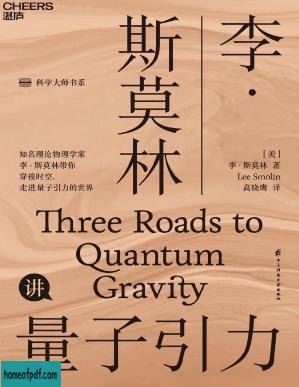 CHEERS
湛庐
李·
斯莫林
科学大师书系
知名理论物理学家
李·斯莫林带你
穿梭时空,
走进量子引力的世界
[美]
李·斯莫林 著
Lee Smolin
高晓鹰 译
Three Roads to
Quantum
Gravity
讲
量子引力
homeofpdf.com